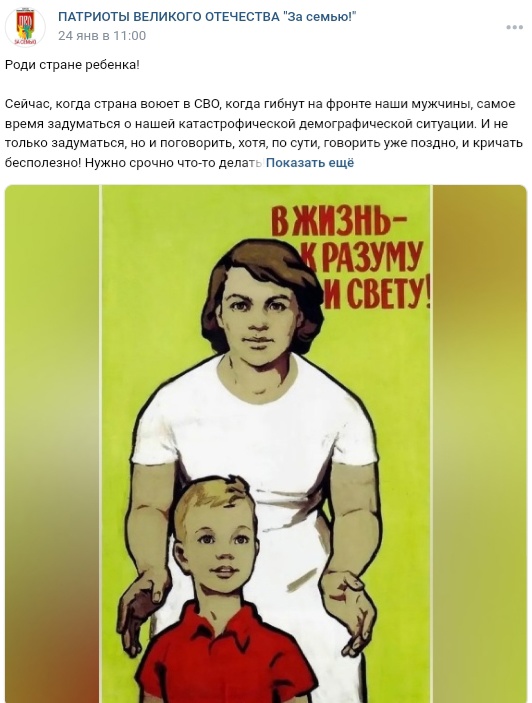 ПАТРИОТЫ ВЕЛИКОГО ОТЕЧЕСТВА "За семью!"
24 янв в 11:00
Роди стране ребенка!
Сейчас, когда страна воюет в СВО, когда гибнут на фронте наши мужчины, самое
время задуматься о нашей катастрофической демографической ситуации. И не
только задуматься, но и поговорить, хотя, по сути, говорить уже поздно, и кричать
бесполезно! Нужно срочно что-то делать Показать ещё
В ЖИЗНЬ–
К РАЗУМУ
И СВЕТУ!